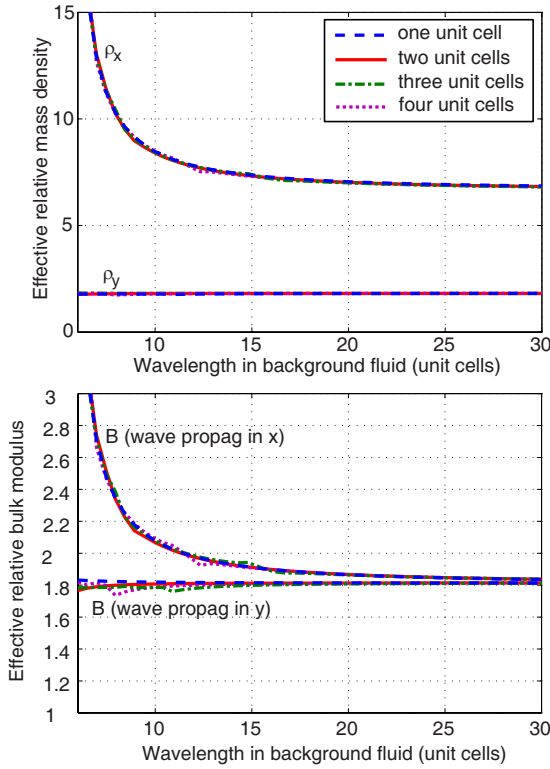 Effective relative mass density
15
10
5
0
ρx
ρy
one unit cell
two unit cells
three unit cells
four unit cells
10 15 20 25 30
Wavelength in background fluid (unit cells)
Effective relative bulk modulus
3
2.8
2.6
2.4
2.2
2
1.8
1.6
1.4
1.2
1
B (wave propag in x)
B (wave propag in y)
10 15 20 25 30
Wavelength in background fluid (unit cells)